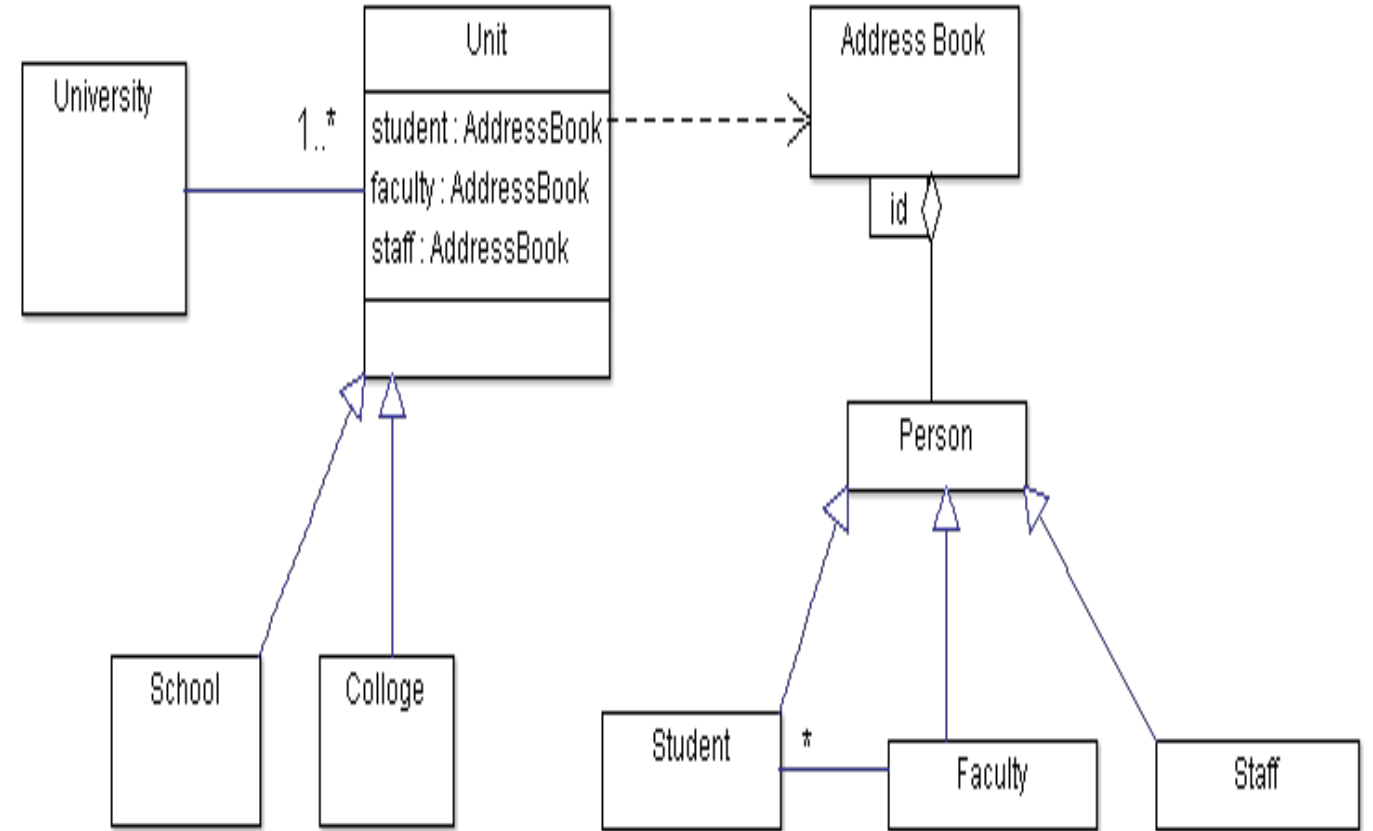 University
1..*
Unit
student : AddressBook
faculty : AddressBook
staff : AddressBook
Address Book
id
Person
School
Colloge
Student
*
Faculty
Staff